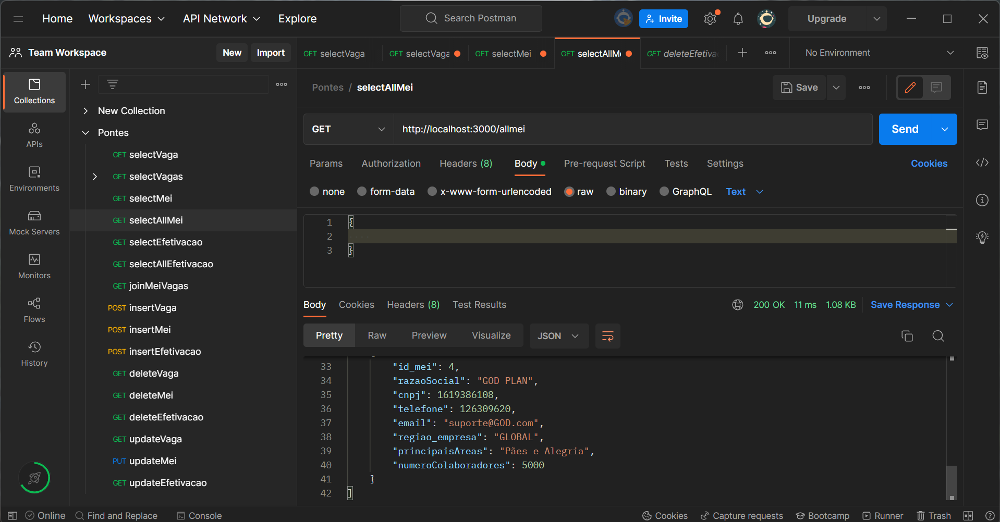 Home Workspaces API Network Explore Search Postman Invite Upgrade
Team Workspace New Import
GET selectVaga GET selectVaga GET selectMei GET selectAllM GET deleteEfetiva No Environment
Collections
APIs
Environments
Mock Servers
Monitors
Flows
History
New Collection
Pontes
GET selectVaga
GET selectVagas
GET selectMei
GET selectAllMei
GET selectEfetivacao
GET selectAllEfetivacao
GET joinMeiVagas
POST insertVaga
POST insertMei
POST insertEfetivacao
GET deleteVaga
GET deleteMei
GET deleteEfetivacao
GET updateVaga
PUT updateMei
GET updateEfetivacao
Pontes / selectAllMei Save
GET http://localhost:3000/allmei Send
Params Authorization Headers (8) Body Pre-request Script Tests Settings Cookies
none form-data x-www-form-urlencoded raw binary GraphQL Text
1 {
2
3 }
Body Cookies Headers (8) Test Results 200 OK 11 ms 1.08 KB Save Response
Pretty Raw Preview Visualize JSON
33 "id_mei": 4,
34 "razaoSocial": "GOD PLAN",
35 "cnpj": 1619386108,
36 "telefone": 126309620,
37 "email": "suporte@GOD.com",
38 "regiao_empresa": "GLOBAL",
39 "principaisAreas": "Pães e Alegria",
40 "numeroColaboradores": 5000
41 }
42 ]
Online Find and Replace Console Cookies Capture requests Bootcamp Runner Trash